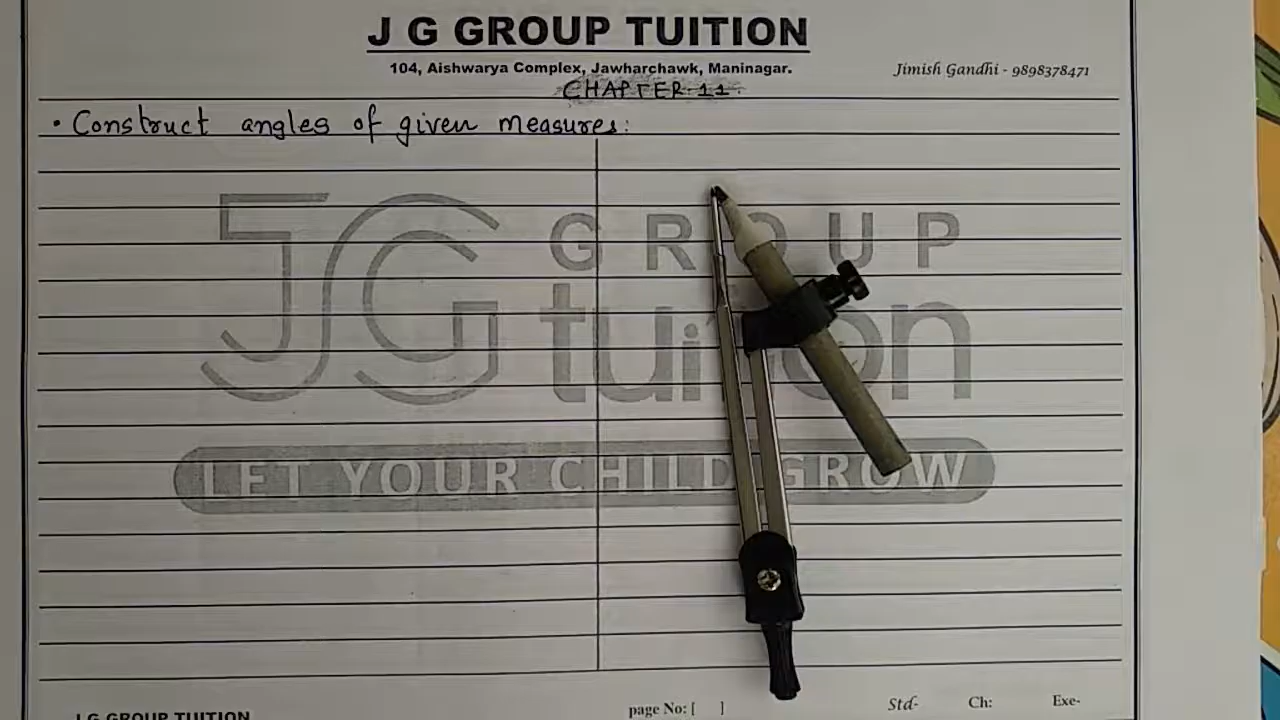 J G GROUP TUITION
104, Aishwarya Complex, Jawharchawk, Maninagar.
Jimish Gandhi - 9898378471
CHAPTER-11.
• Construct angles of given measures:
JG GROUP
tuition
LET YOUR CHILD GROW
J G GROUP TUITION
page No: [ ]
Std-
Ch:
Exe-